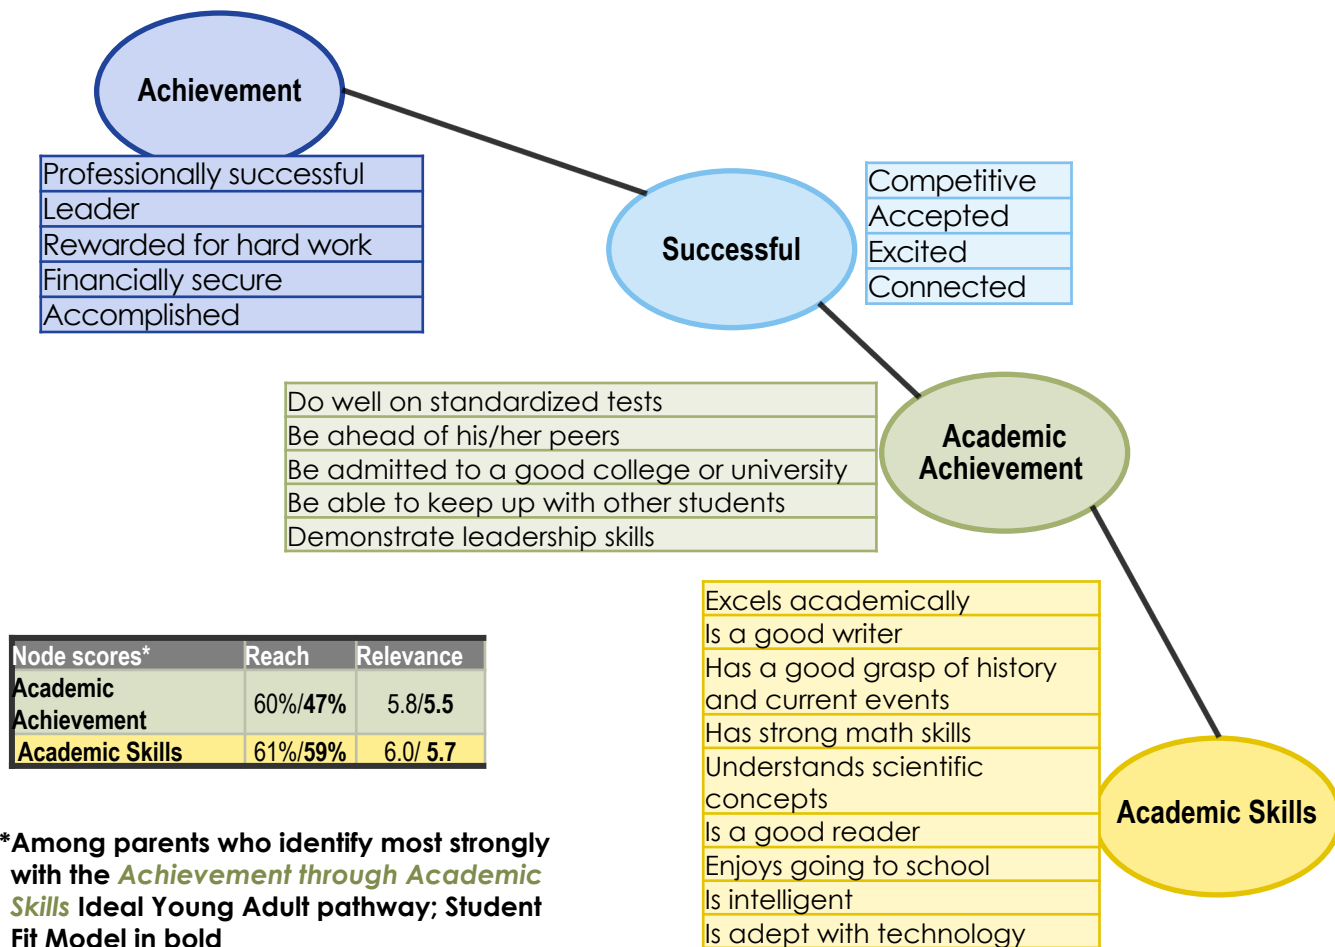 Achievement
Professionally successful
Leader
Rewarded for hard work
Financially secure
Accomplished
Successful
Competitive
Accepted
Excited
Connected
Do well on standardized tests
Be ahead of his/her peers
Be admitted to a good college or university
Be able to keep up with other students
Demonstrate leadership skills
Academic
Achievement
Excels academically
Is a good writer
Has a good grasp of history
and current events
Has strong math skills
Understands scientific
concepts
Is a good reader
Enjoys going to school
Is intelligent
Is adept with technology
Academic Skills
Node scores* Reach Relevance
Academic
Achievement 60%/47% 5.8/5.5
Academic Skills 61%/59% 6.0/ 5.7
*Among parents who identify most strongly
with the Achievement through Academic
Skills Ideal Young Adult pathway; Student
Fit Model in bold